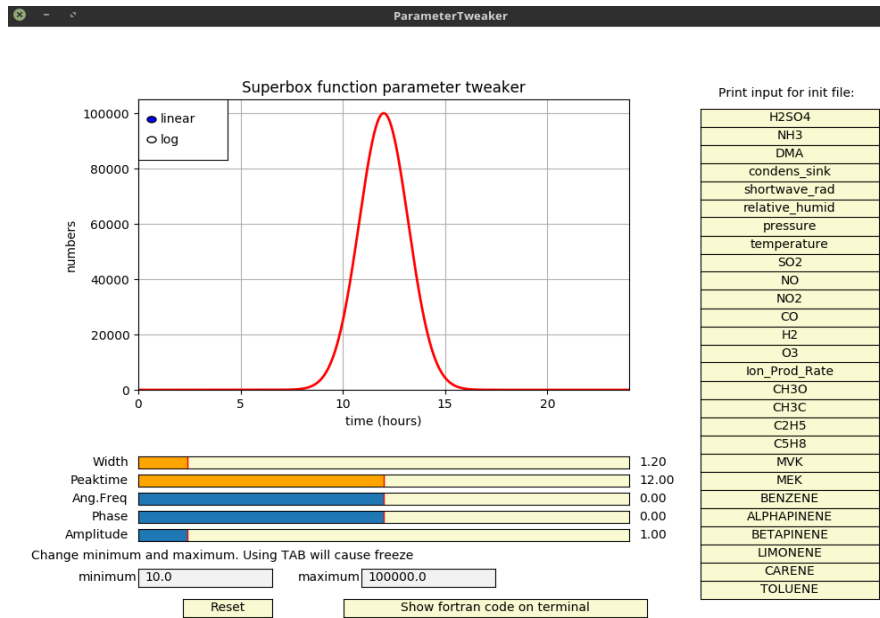 ParameterTweaker
Superbox function parameter tweaker
linear
log
100000
80000
60000
40000
20000
0
numbers
0 5 10 15 20
time (hours)
Width 1.20
Peaktime 12.00
Ang.Freq 0.00
Phase 0.00
Amplitude 1.00
Change minimum and maximum. Using TAB will cause freeze
minimum 10.0 maximum 100000.0
Reset Show fortran code on terminal
Print input for init file:
H2SO4
NH3
DMA
condens_sink
shortwave_rad
relative_humid
pressure
temperature
SO2
NO
NO2
CO
H2
O3
Ion_Prod_Rate
CH3O
CH3C
C2H5
C5H8
MVK
MEK
BENZENE
ALPHAPINENE
BETAPINENE
LIMONENE
CARENE
TOLUENE